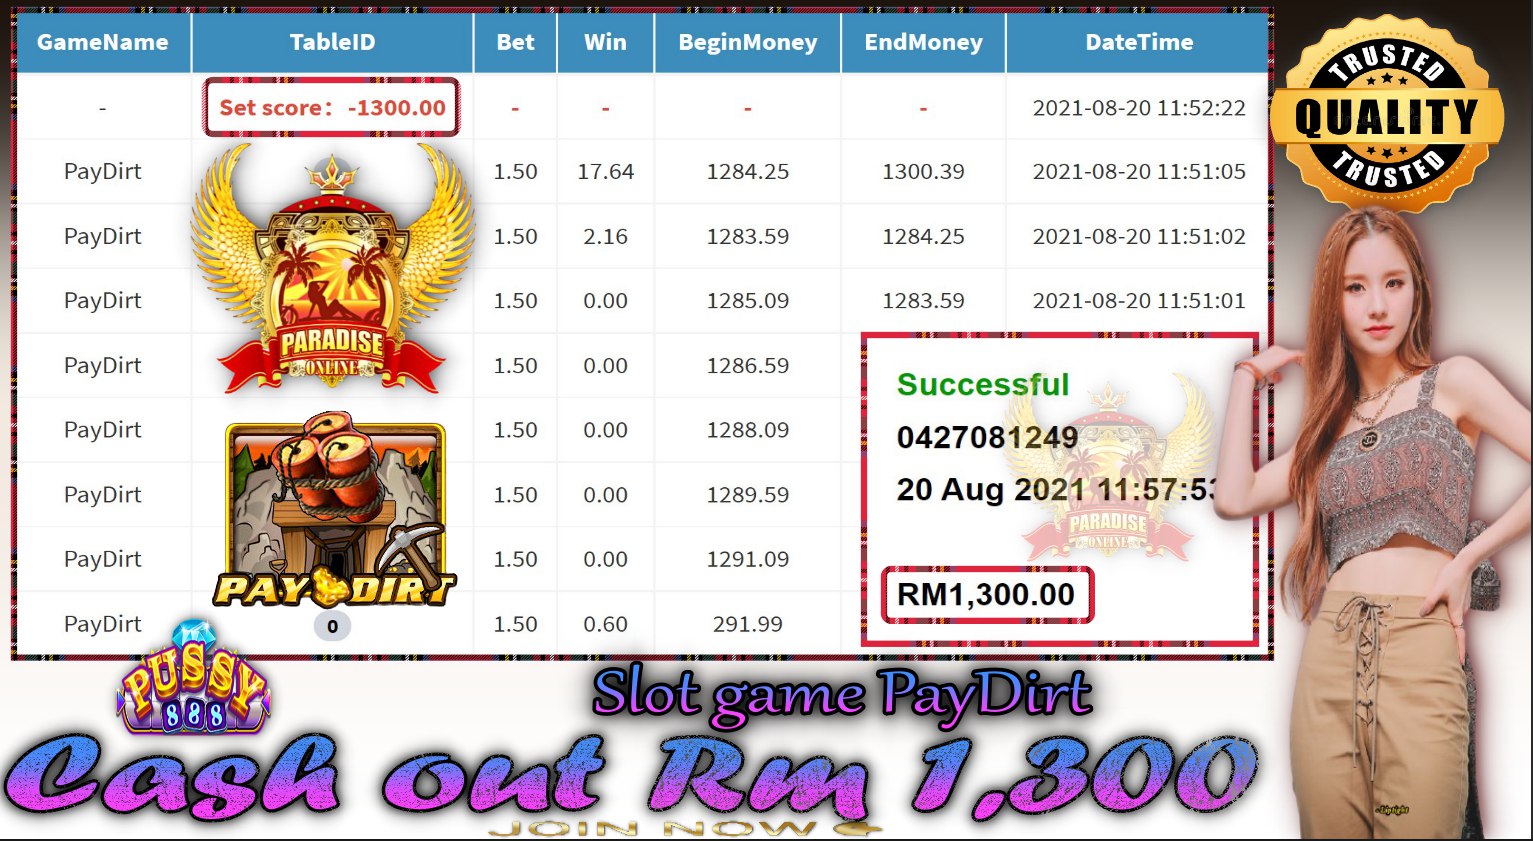 GameName TableID Bet Win BeginMoney EndMoney DateTime
- Set score: -1300.00 - - - - 2021-08-20 11:52:22
PayDirt 1.50 17.64 1284.25 1300.39 2021-08-20 11:51:05
PayDirt 1.50 2.16 1283.59 1284.25 2021-08-20 11:51:02
PayDirt 1.50 0.00 1285.09 1283.59 2021-08-20 11:51:01
PayDirt 1.50 0.00 1286.59
PayDirt 1.50 0.00 1288.09
PayDirt 1.50 0.00 1289.59
PayDirt 1.50 0.00 1291.09
PayDirt 0 1.50 0.60 291.99
PARADISE
ONLINE
PAY DIRT
Successful
0427081249
20 Aug 2021 11:57:53
PARADISE
ONLINE
RM1,300.00
TRUSTED
QUALITY
TRUSTED
PUSSY
888
Slot game PayDirt
Cash out Rm 1,300
JOIN NOW